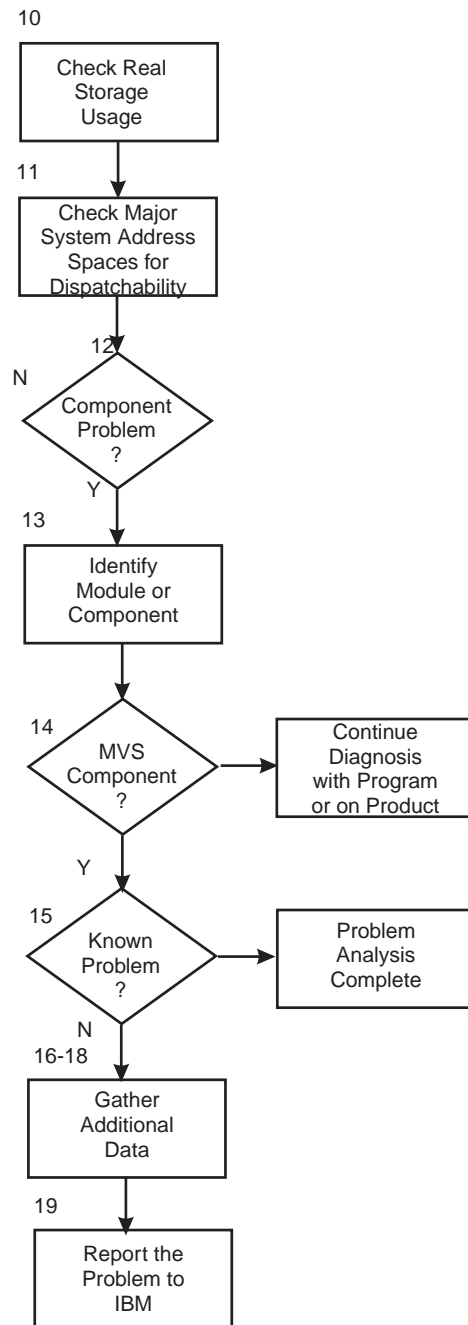 10
Check Real
Storage
Usage
11
Check Major
System Address
Spaces for
Dispatchability
12
N
Component
Problem
?
Y
13
Identify
Module or
Component
14
MVS
Component
?
Continue
Diagnosis
with Program
or on Product
Y
15
Known
Problem
?
Problem
Analysis
Complete
N
16-18
Gather
Additional
Data
19
Report the
Problem to
IBM